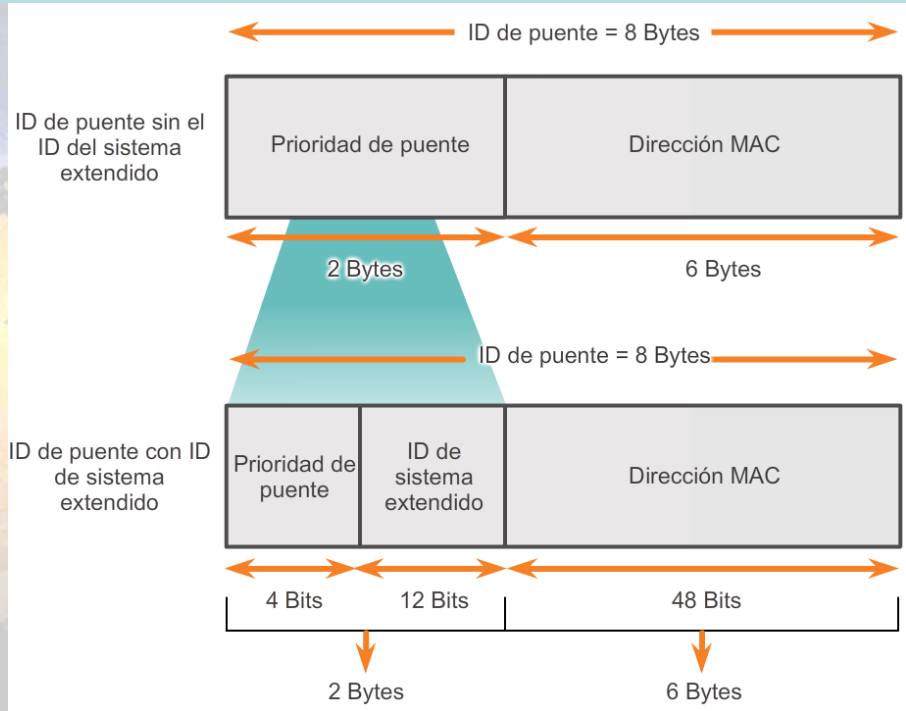 ID de puente = 8 Bytes
ID de puente sin el
ID del sistema
extendido
Prioridad de puente
Dirección MAC
2 Bytes
6 Bytes
ID de puente = 8 Bytes
ID de puente con ID
de sistema
extendido
Prioridad de
puente
ID de
sistema
extendido
Dirección MAC
4 Bits
12 Bits
48 Bits
2 Bytes
6 Bytes